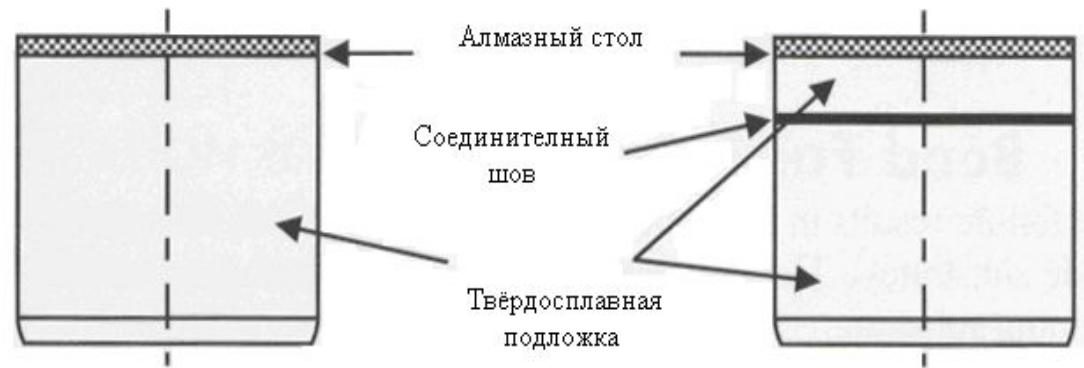 Алмазный стол
Соединителный
шов
Твёрдосплавная
подложка